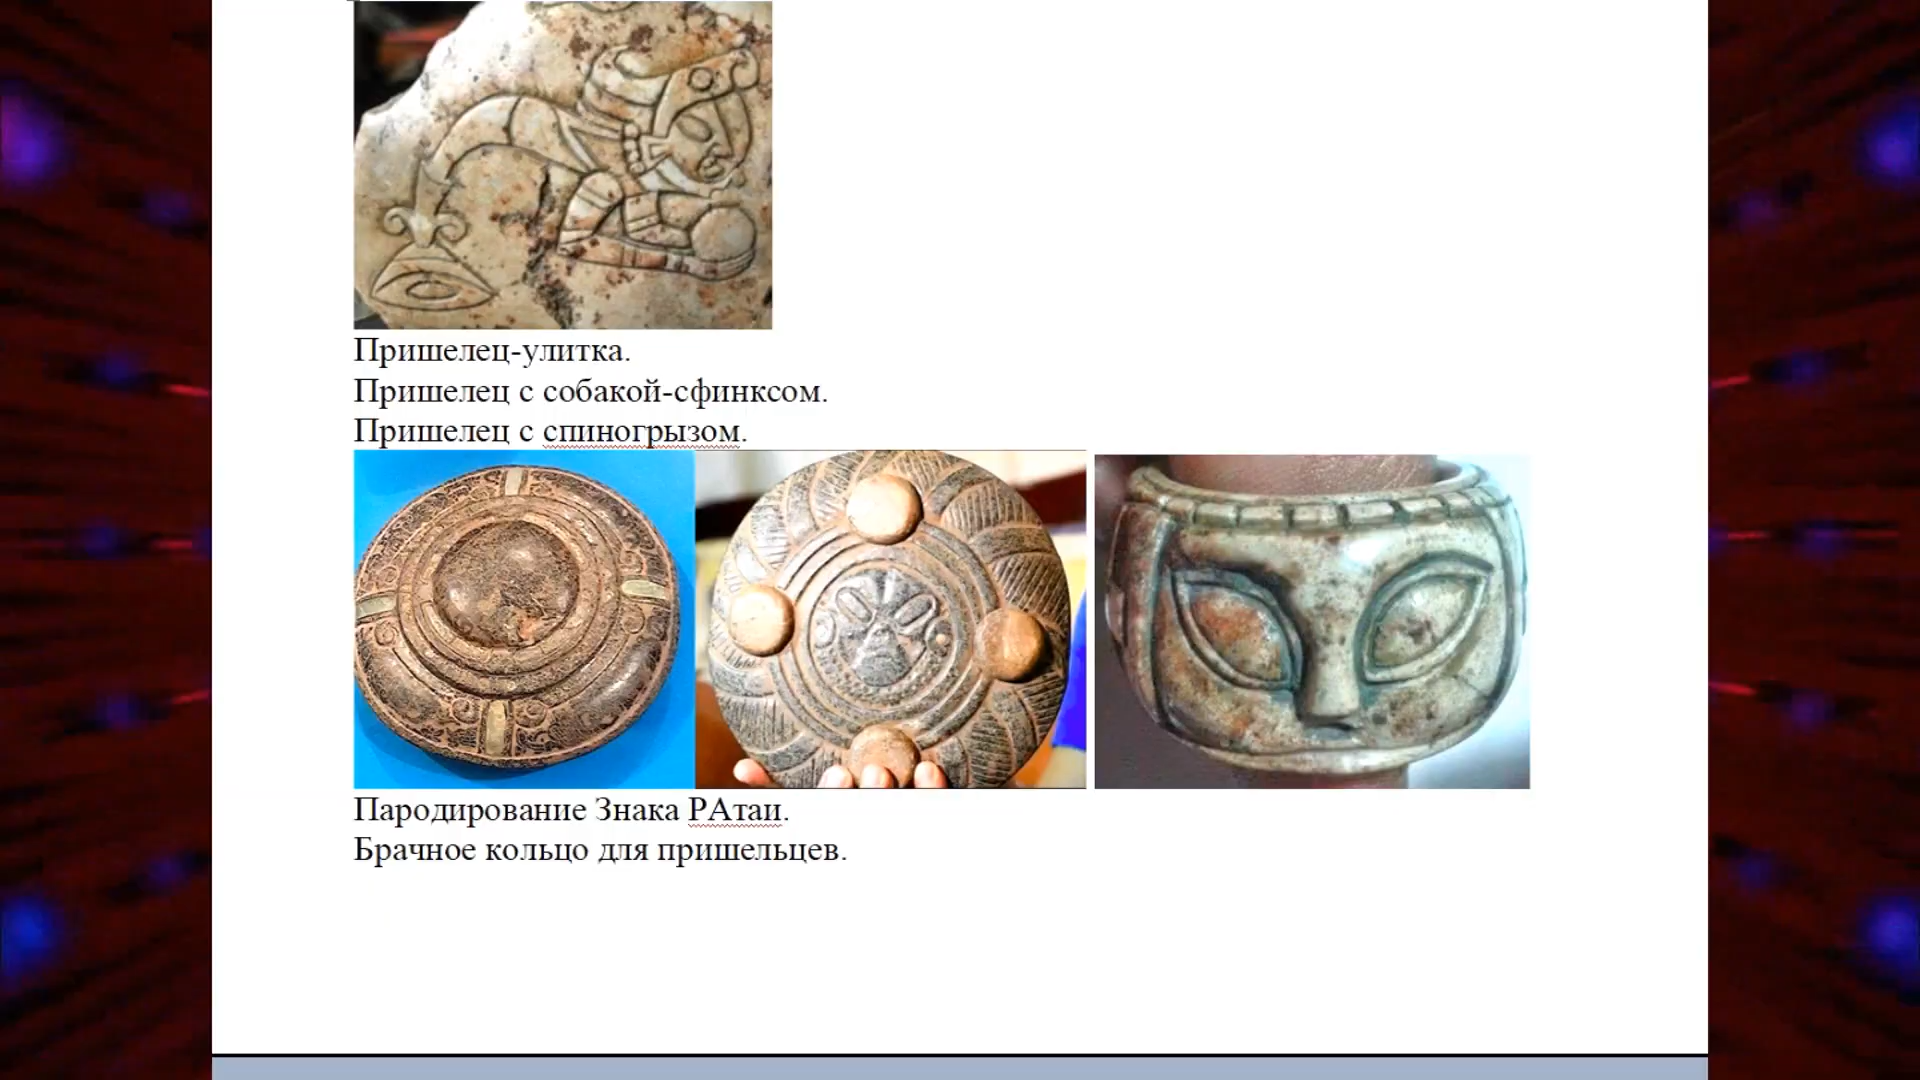 Пришелец-улитка.
Пришелец с собакой-сфинксом.
Пришелец с спиногрызом.
Пародирование Знака РАтаи.
Брачное кольцо для пришельцев.